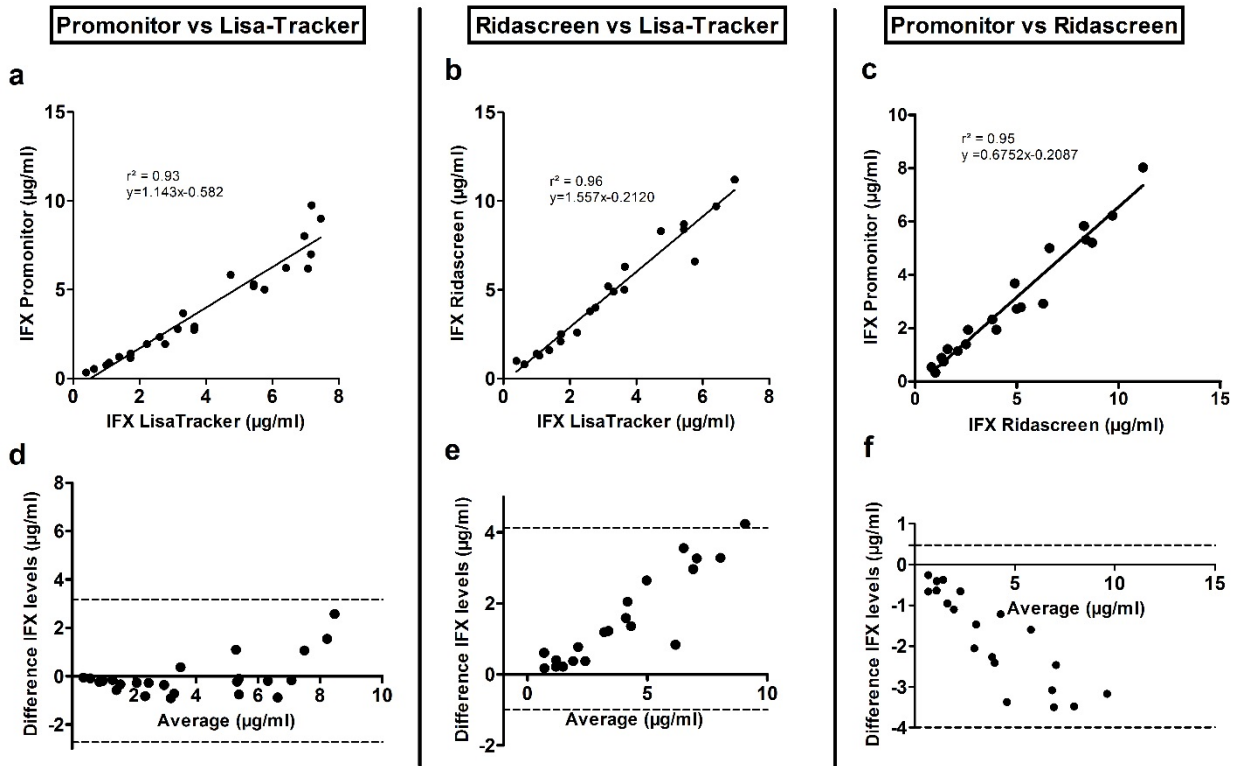 Promonitor vs Lisa-Tracker
Ridascreen vs Lisa-Tracker
Promonitor vs Ridascreen
a
IFX Promonitor (µg/ml)
15
10
5
0
r² = 0.93
y=1.143x-0.582
0
2
4
6
8
IFX LisaTracker (µg/ml)
b
IFX Ridascreen (µg/ml)
15
10
5
0
r² = 0.96
y=1.557x-0.2120
0
2
4
6
8
IFX LisaTracker (µg/ml)
c
IFX Promonitor (µg/ml)
10
8
6
4
2
0
r² = 0.95
y =0.6752x-0.2087
0
5
10
15
IFX Ridascreen (µg/ml)
d
Difference IFX levels (µg/ml)
8
6
4
2
0
-2
2
4
6
8
10
Average (µg/ml)
e
Difference IFX levels (µg/ml)
4
2
0
-2
0
5
10
Average (µg/ml)
f
Difference IFX levels (µg/ml)
1
0
-1
-2
-3
-4
5
10
15
Average (µg/ml)